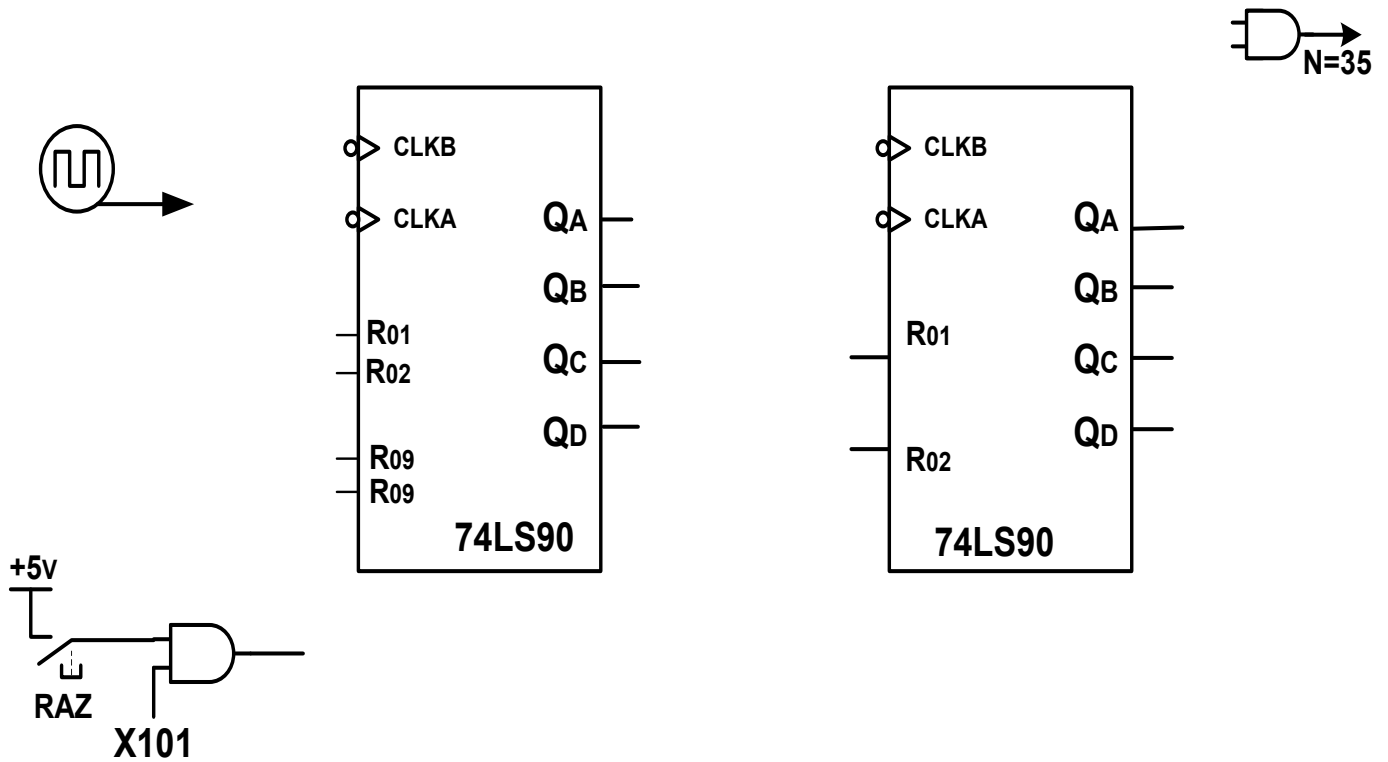 N=35
CLKB
CLKA
QA
QB
R01
R02
QC
QD
R09
R09
74LS90
CLKB
CLKA
QA
QB
R01
QC
QD
R02
74LS90
+5v
RAZ
X101